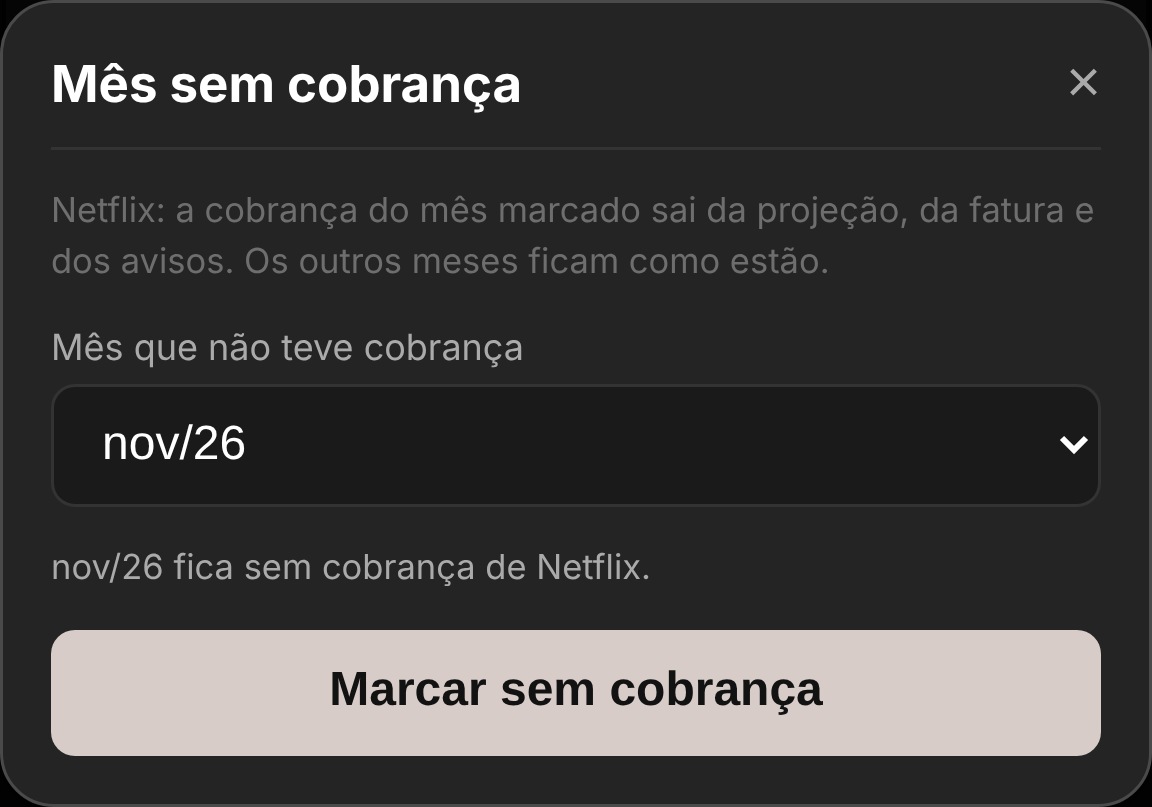 Mês sem cobrança
Netflix: a cobrança do mês marcado sai da projeção, da fatura e
dos avisos. Os outros meses ficam como estão.
Mês que não teve cobrança
nov/26
nov/26 fica sem cobrança de Netflix.
Marcar sem cobrança